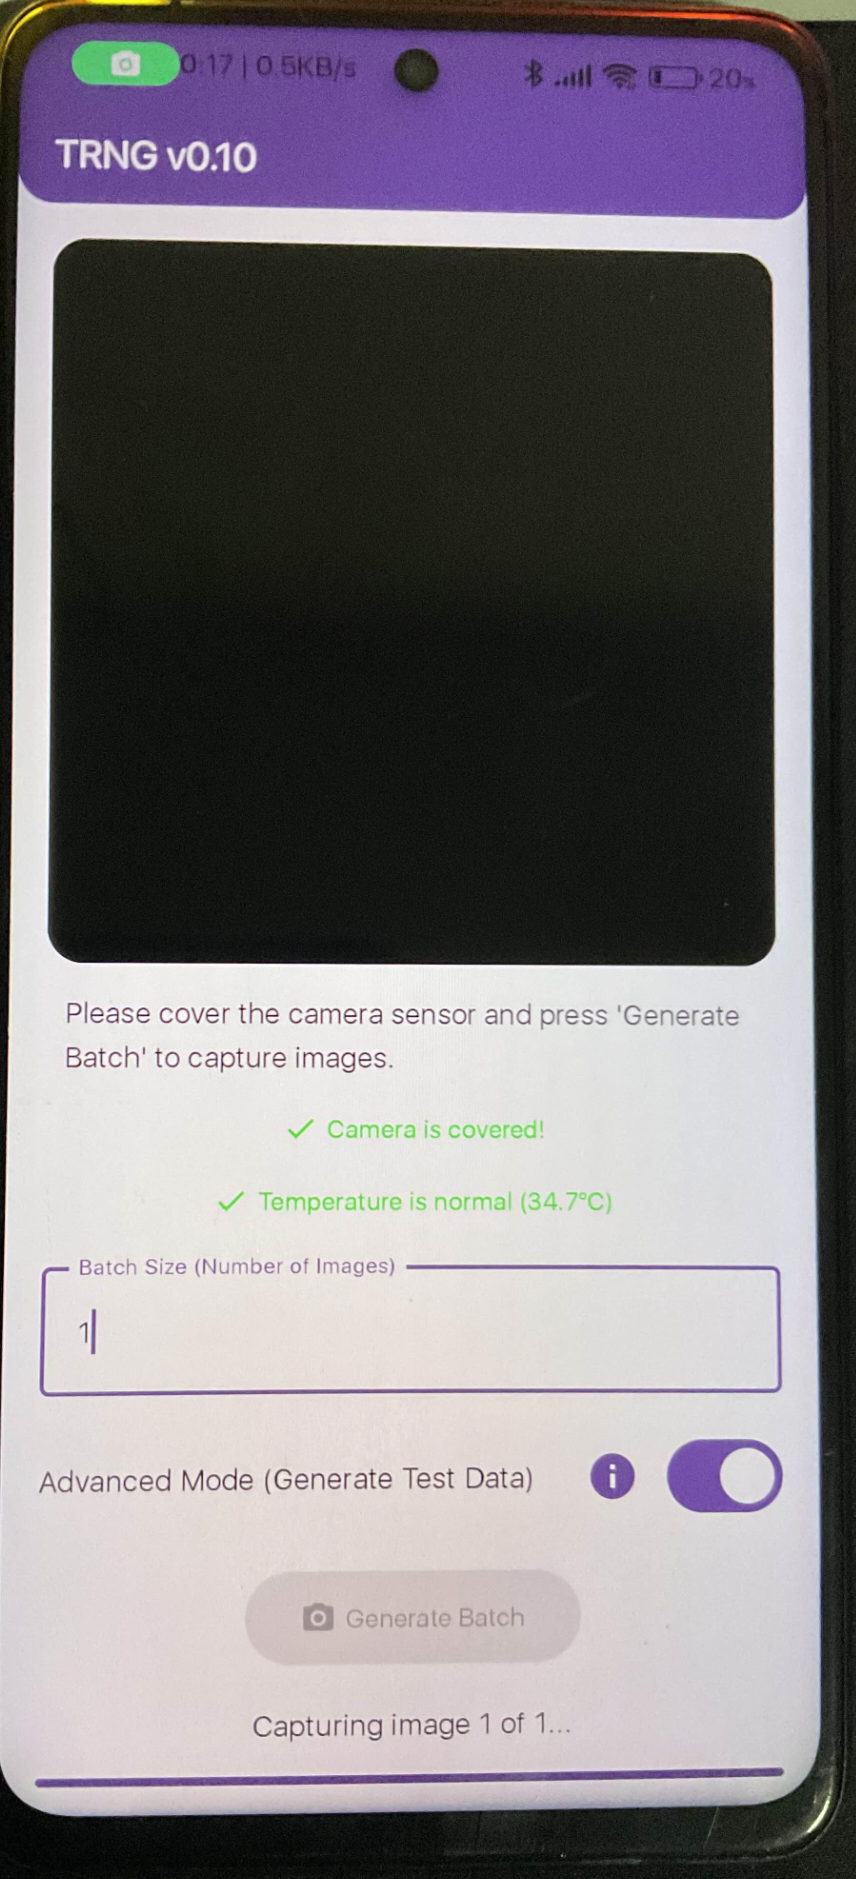 0:17 | 0.5KB/s 20%
TRNG v0.10
Please cover the camera sensor and press 'Generate
Batch' to capture images.
Camera is covered!
Temperature is normal (34.7°C)
Batch Size (Number of Images)
1
Advanced Mode (Generate Test Data)
Generate Batch
Capturing image 1 of 1...